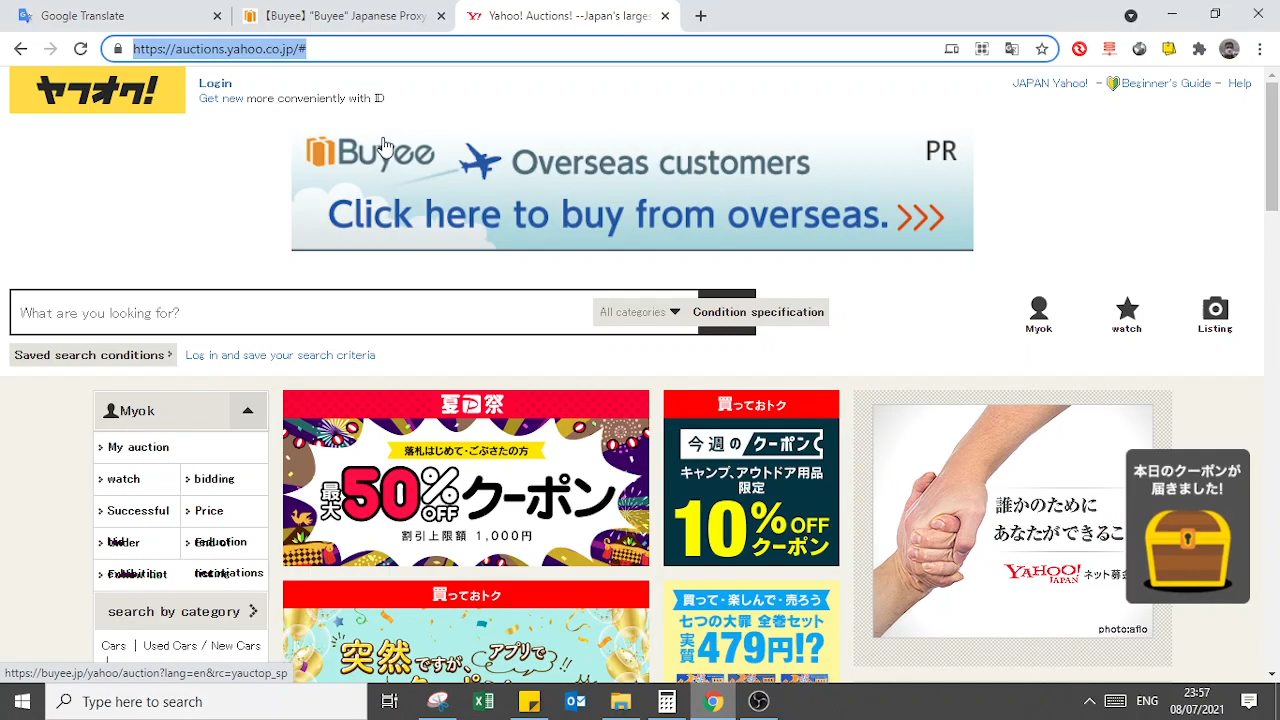 Google Translate
【Buyee】 "Buyee" Japanese Proxy
Yahoo! Auctions --Japan's larges
https://auctions.yahoo.co.jp/#
ヤフオク!
Login
Get new more conveniently with ID
JAPAN Yahoo! - Beginner's Guide - Help
Buyee Overseas customers
PR
Click here to buy from overseas. >>>
What are you looking for?
All categories
Condition specification
Myok
watch
Listing
Saved search conditions
Log in and save your search criteria
Myok
My auction
watch
bidding
Successful
Price
search by category
Cars | Used Cars / New Cars
夏の祭
落札はじめて・ごぶさたの方
最大50%OFFクーポン
割引上限額 1,000円
買っておトク
今週のクーポン
キャンプ、アウトドア用品
限定
10%OFF
クーポン
誰かのために
あなたができるこ
YAHOO! JAPAN ネット募
photo:aflo
本日のクーポンが
届きました!
買っておトク
突然ですが、アプリで
買って・楽しんで・売ろう
七つの大罪 全巻セット
実質479円!?
https://buyee.jp/yahoo/auction?lang=en&rc=yauctop_sp
Type here to search
ENG
23:57
08/07/2021